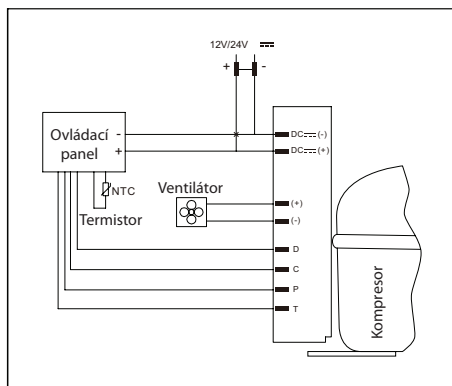 12V/24V
+ -
DC (-)
DC (+)
Ovládací
panel
-
+
NTC
Termistor
Ventilátor
(+)
(-)
D
C
P
T
Kompresor